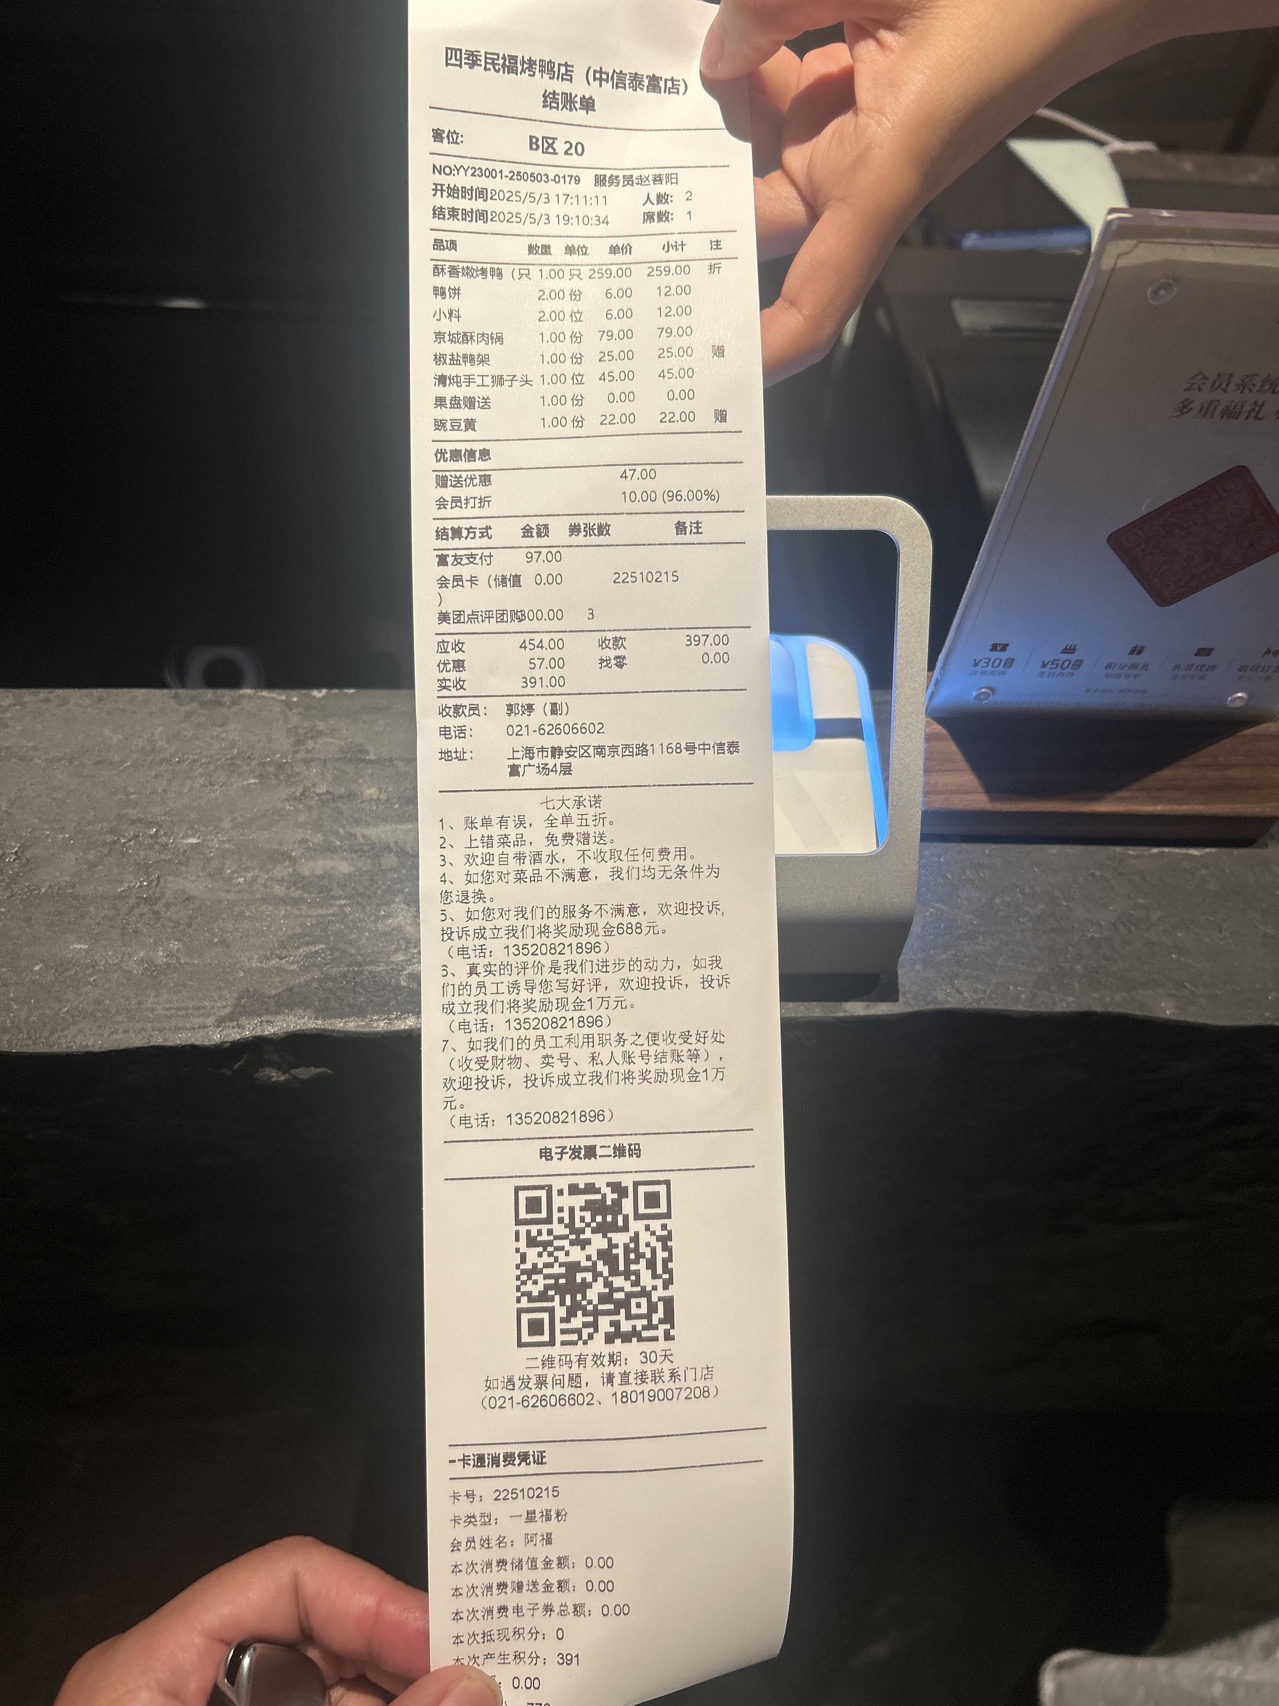 四季民福烤鸭店（中信泰富店）
结账单
客位: B区 20
NO:YY23001-250503-0179 服务员:赵蓦阳
开始时间2025/5/3 17:11:11 人数: 2
结束时间2025/5/3 19:10:34 席数: 1
品项 数量 单位 单价 小计 注
酥香嫩烤鸭（只 1.00 只 259.00 259.00 折
鸭饼 2.00 份 6.00 12.00
小料 2.00 位 6.00 12.00
京城酥肉锅 1.00 份 79.00 79.00
椒盐鸭架 1.00 份 25.00 25.00 赠
清炖手工狮子头 1.00 位 45.00 45.00
果盘赠送 1.00 份 0.00 0.00
豌豆黄 1.00 份 22.00 22.00 赠
优惠信息
赠送优惠 47.00
会员打折 10.00 (96.00%)
结算方式 金额 券张数 备注
富友支付 97.00
会员卡（储值 0.00 22510215
）
美团点评团购300.00 3
应收 454.00 收款 397.00
优惠 57.00 找零 0.00
实收 391.00
收款员: 郭婷（副）
电话: 021-62606602
地址: 上海市静安区南京西路1168号中信泰
富广场4层
七大承诺
1、账单有误，全单五折。
2、上错菜品，免费赠送。
3、欢迎自带酒水，不收取任何费用。
4、如您对菜品不满意，我们均无条件为
您退换。
5、如您对我们的服务不满意，欢迎投诉,
投诉成立我们将奖励现金688元。
（电话：13520821896）
6、真实的评价是我们进步的动力，如我
们的员工诱导您写好评，欢迎投诉，投诉
成立我们将奖励现金1万元。
（电话：13520821896）
7、如我们的员工利用职务之便收受好处
（收受财物、卖号、私人账号结账等），
欢迎投诉，投诉成立我们将奖励现金1万
元。
（电话：13520821896）
电子发票二维码
二维码有效期：30天
如遇发票问题，请直接联系门店
（021-62606602、18019007208）
一卡通消费凭证
卡号：22510215
卡类型：一星福粉
会员姓名：阿福
本次消费储值金额：0.00
本次消费赠送金额：0.00
本次消费电子券总额：0.00
本次抵现积分：0
本次产生积分：391
: 0.00
会员系统
多重福礼
¥30
¥50